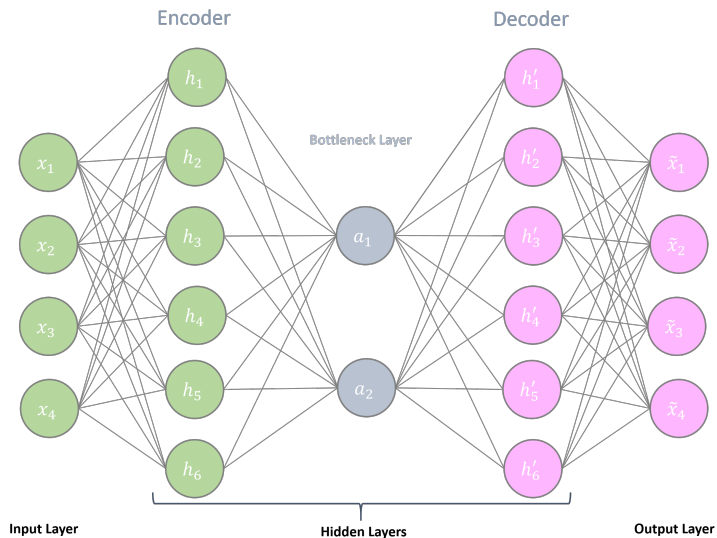 Encoder
Decoder
Bottleneck Layer
h₁
h₂
h₃
h₄
h₅
h₆
x₁
x₂
x₃
x₄
a₁
a₂
h′₁
h′₂
h′₃
h′₄
h′₅
h′₆
x̃₁
x̃₂
x̃₃
x̃₄
Input Layer
Hidden Layers
Output Layer